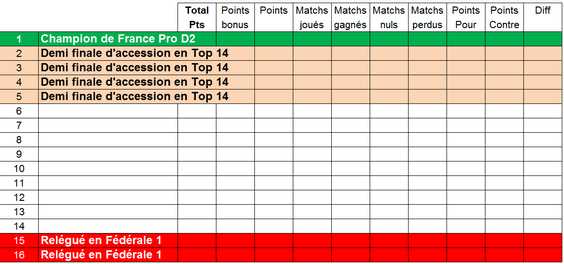 Total Points Points Matchs Matchs Matchs Matchs Points Points Diff
Pts bonus joués gagnés nuls perdus Pour Contre
1 Champion de France Pro D2
2 Demi finale d'accession en Top 14
3 Demi finale d'accession en Top 14
4 Demi finale d'accession en Top 14
5 Demi finale d'accession en Top 14
6
7
8
9
10
11
12
13
14
15 Relégué en Fédérale 1
16 Relégué en Fédérale 1